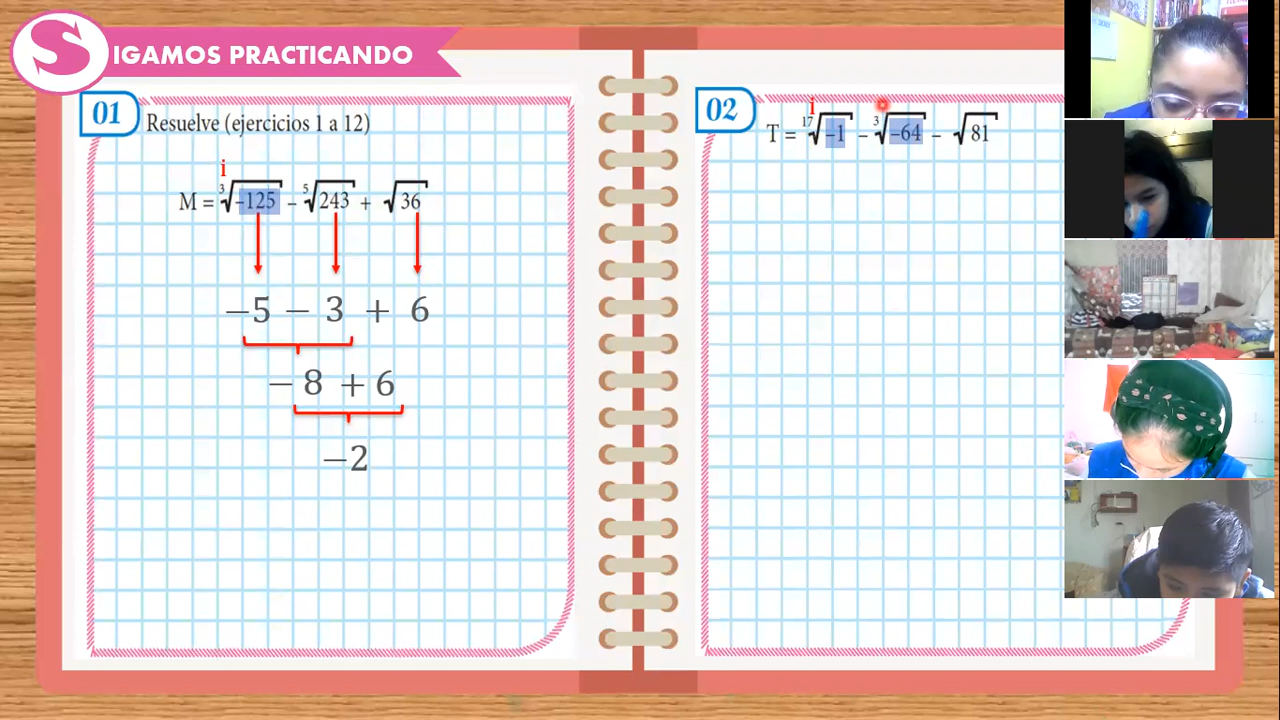 SIGAMOS PRACTICANDO
01
Resuelve (ejercicios 1 a 12)
i
M = ∛-125 - ⁵√243 + √36
-5 - 3 + 6
-8 + 6
-2
02
i
T = ¹⁷√-1 - ∛-64 - √81